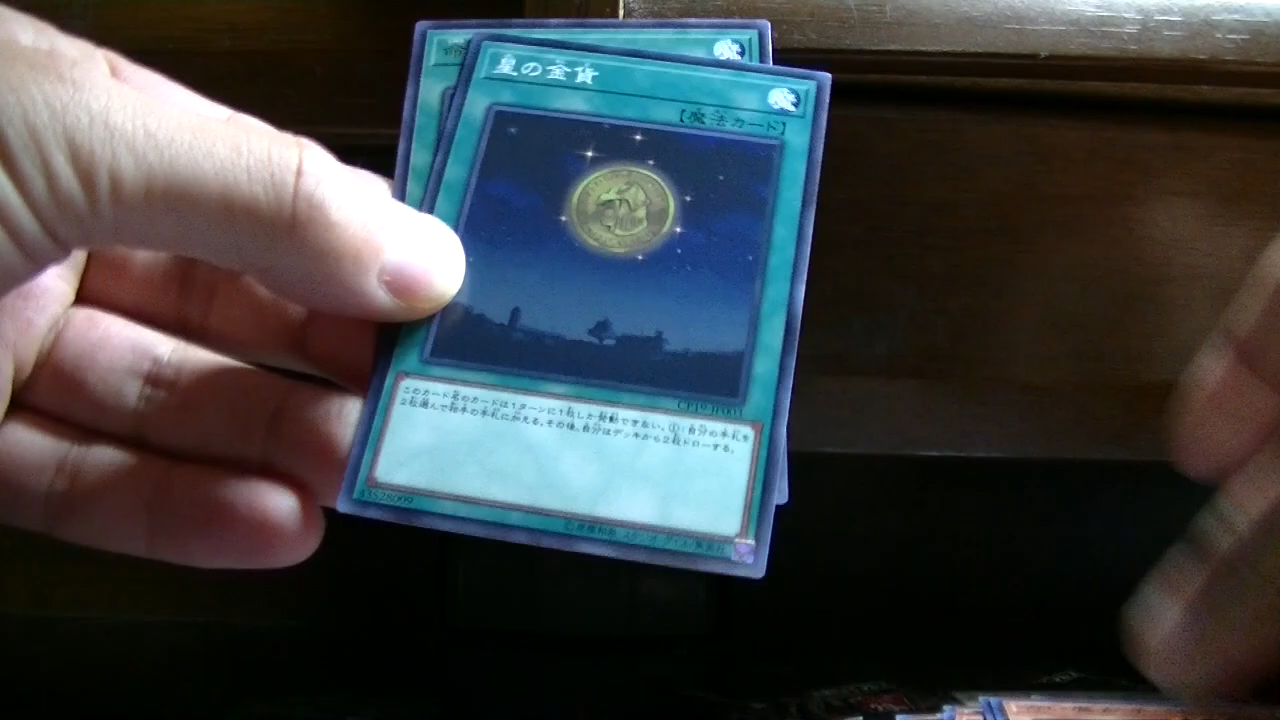 星の金貨
【魔法カード】
CP19-JP001
このカード名のカードは1ターンに1枚しか発動できない。①:自分の手札を
2枚選んで相手の手札に加える。その後、自分はデッキから2枚ドローする。